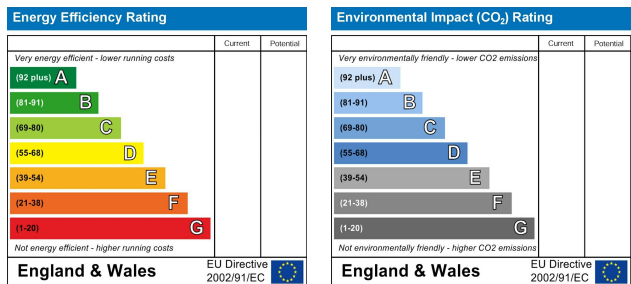 Energy Efficiency Rating
Current Potential
Very energy efficient - lower running costs
(92 plus) A
(81-91) B
(69-80) C
(55-68) D
(39-54) E
(21-38) F
(1-20) G
Not energy efficient - higher running costs
England & Wales
EU Directive
2002/91/EC
Environmental Impact (CO₂) Rating
Current Potential
Very environmentally friendly - lower CO2 emissions
(92 plus) A
(81-91) B
(69-80) C
(55-68) D
(39-54) E
(21-38) F
(1-20) G
Not environmentally friendly - higher CO2 emissions
England & Wales
EU Directive
2002/91/EC